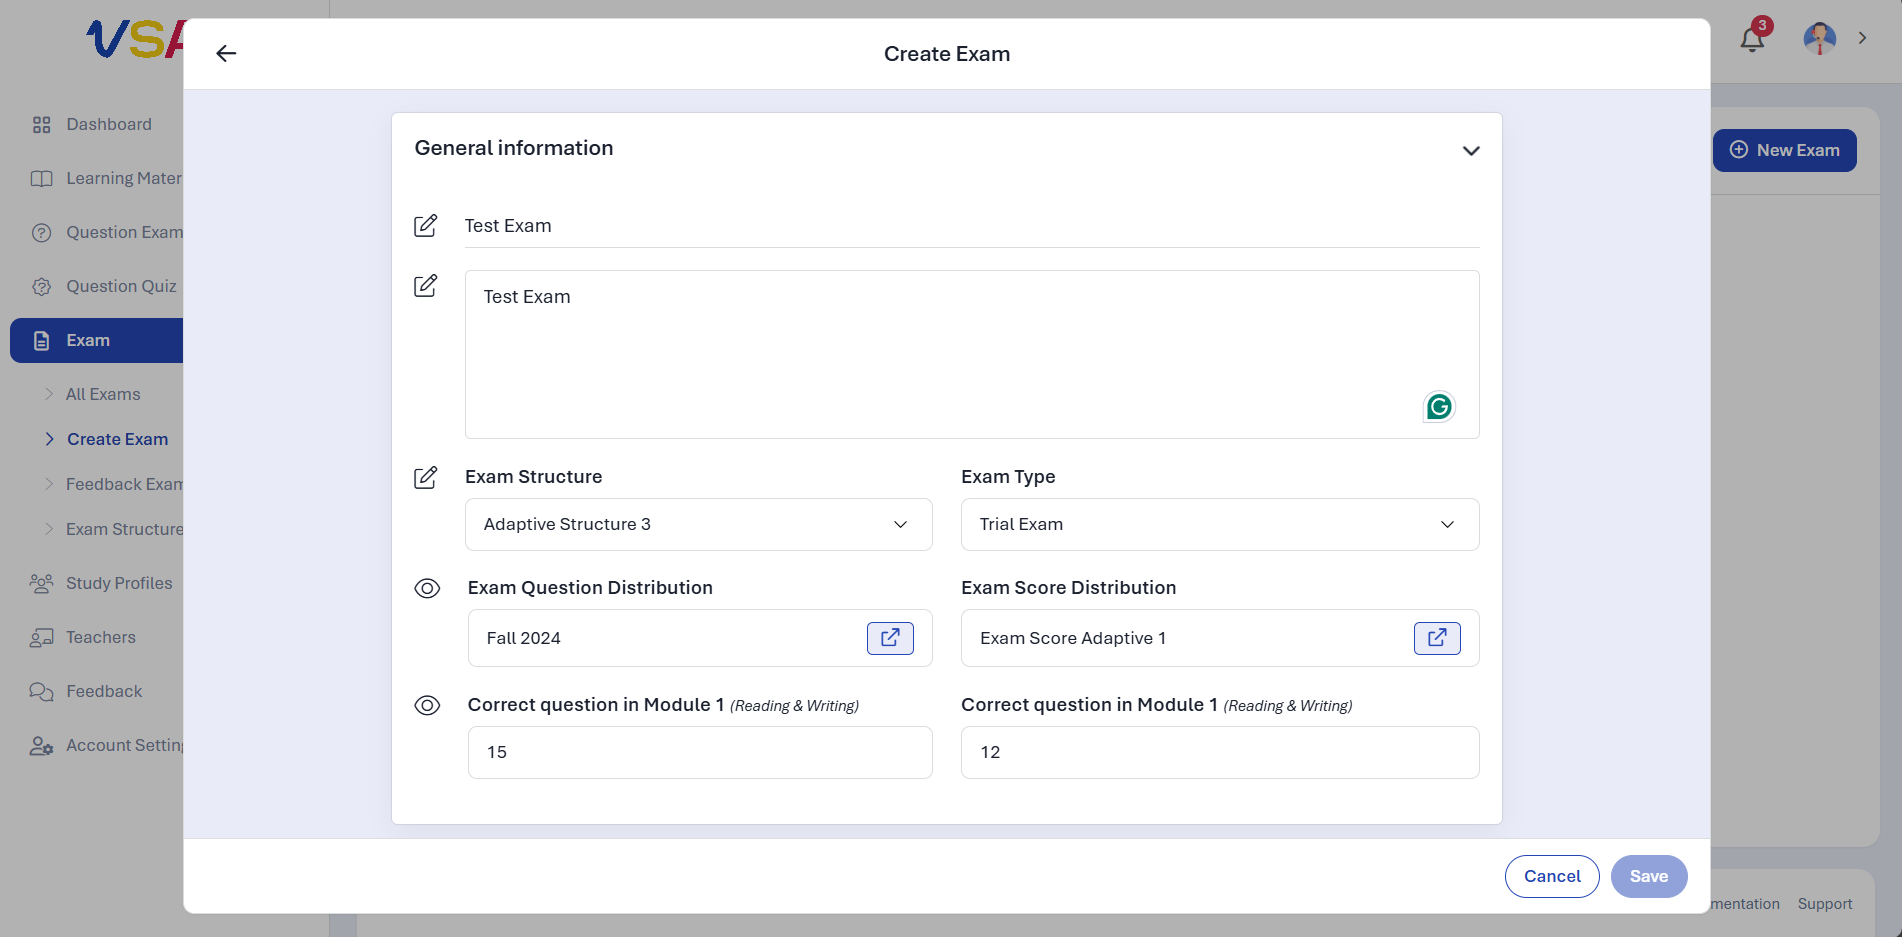 VSA
Create Exam
3
Dashboard
Learning Mater
Question Exam
Question Quiz
Exam
All Exams
Create Exam
Feedback Exam
Exam Structure
Study Profiles
Teachers
Feedback
Account Setting
New Exam
General information
Test Exam
Test Exam
Exam Structure
Exam Type
Adaptive Structure 3
Trial Exam
Exam Question Distribution
Exam Score Distribution
Fall 2024
Exam Score Adaptive 1
Correct question in Module 1 (Reading & Writing)
Correct question in Module 1 (Reading & Writing)
15
12
Cancel
Save
mentation
Support